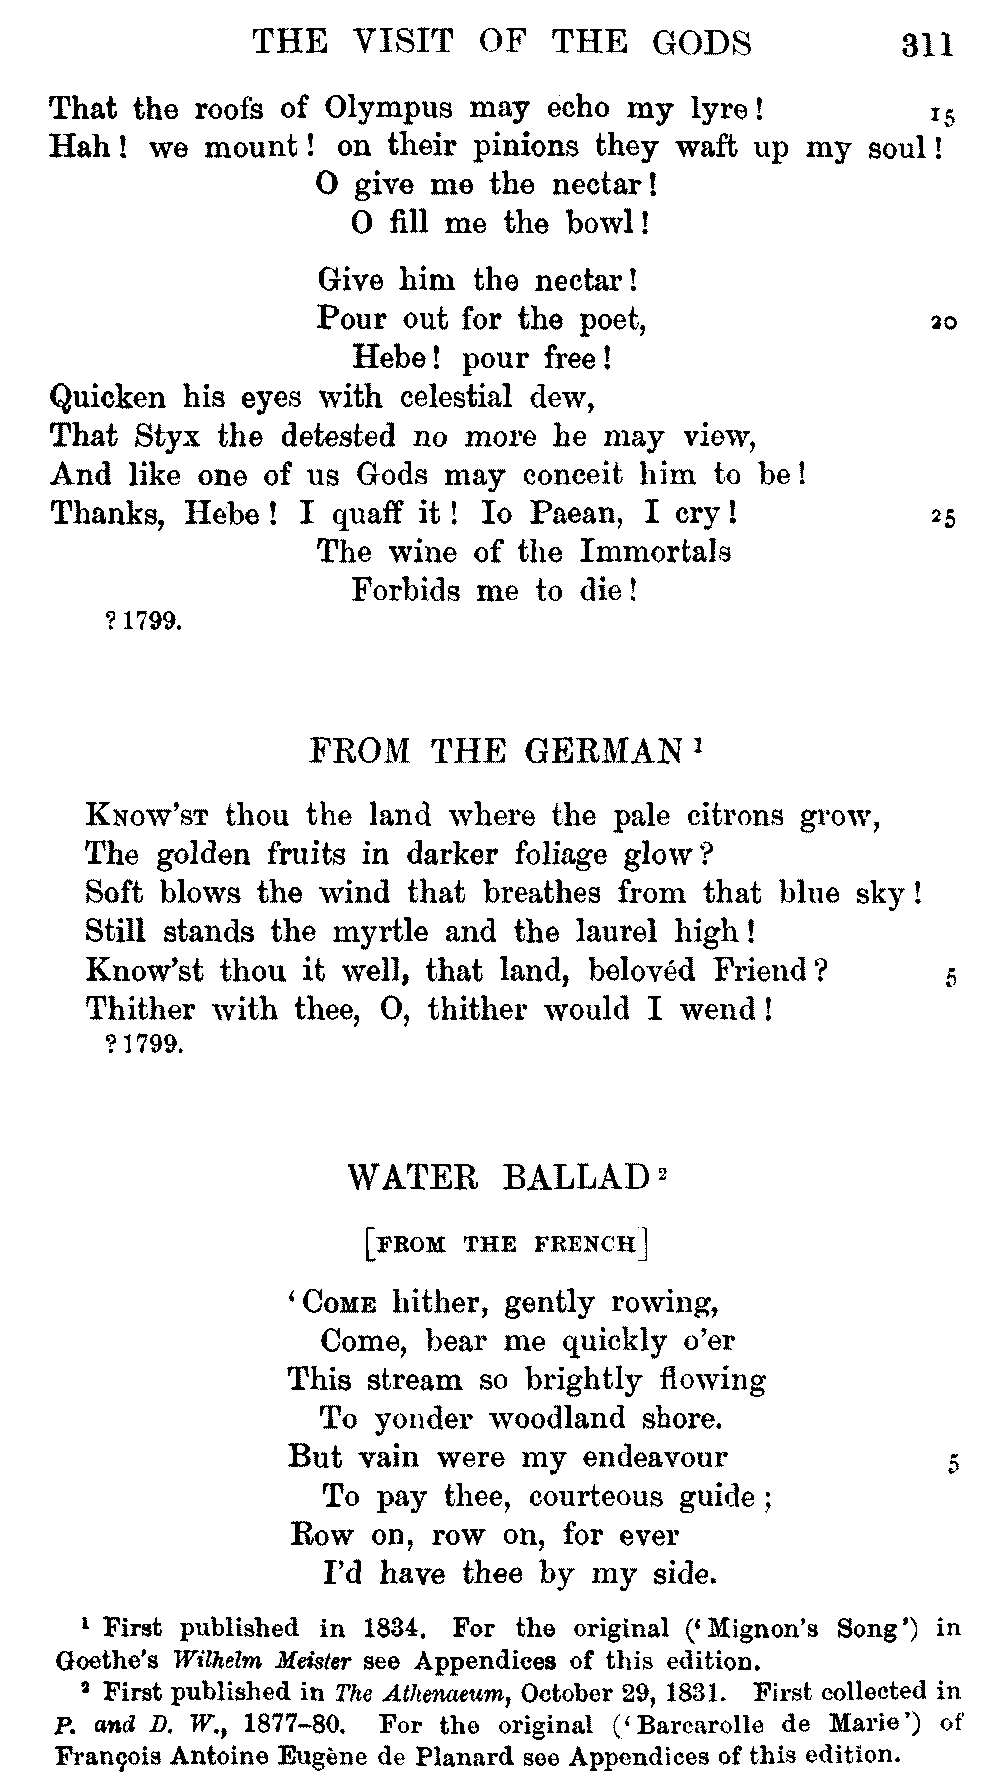 THE VISIT OF THE GODS 311
That the roofs of Olympus may echo my lyre! 15
Hah! we mount! on their pinions they waft up my soul!
O give me the nectar!
O fill me the bowl!
Give him the nectar!
Pour out for the poet, 20
Hebe! pour free!
Quicken his eyes with celestial dew,
That Styx the detested no more he may view,
And like one of us Gods may conceit him to be!
Thanks, Hebe! I quaff it! Io Paean, I cry! 25
The wine of the Immortals
Forbids me to die!
? 1799.
FROM THE GERMAN ¹
KNOW'ST thou the land where the pale citrons grow,
The golden fruits in darker foliage glow?
Soft blows the wind that breathes from that blue sky!
Still stands the myrtle and the laurel high!
Know'st thou it well, that land, belovéd Friend? 5
Thither with thee, O, thither would I wend!
? 1799.
WATER BALLAD ²
[FROM THE FRENCH]
‘COME hither, gently rowing,
Come, bear me quickly o'er
This stream so brightly flowing
To yonder woodland shore.
But vain were my endeavour 5
To pay thee, courteous guide;
Row on, row on, for ever
I'd have thee by my side.
¹ First published in 1834. For the original (‘Mignon's Song’) in
Goethe's Wilhelm Meister see Appendices of this edition.
² First published in The Athenaeum, October 29, 1831. First collected in
P. and D. W., 1877–80. For the original (‘Barcarolle de Marie’) of
François Antoine Eugène de Planard see Appendices of this edition.